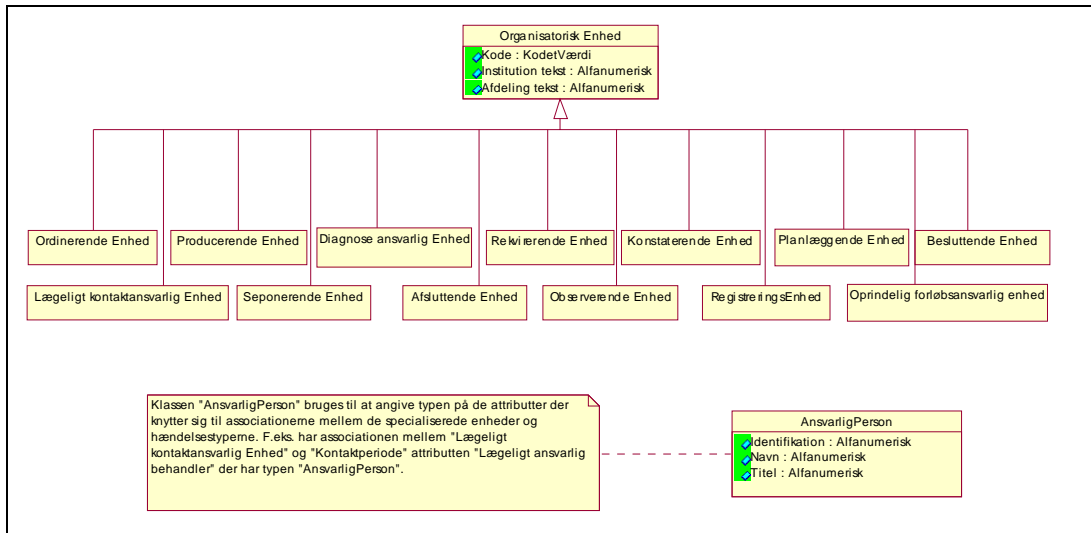 Organisatorisk Enhed
Kode : KodetVærdi
Institution tekst : Alfanumerisk
Afdeling tekst : Alfanumerisk
Ordinerende Enhed
Producerende Enhed
Diagnose ansvarlig Enhed
Rekvirerende Enhed
Konstaterende Enhed
Planlæggende Enhed
Besluttende Enhed
Lægeligt kontaktansvarlig Enhed
Seponerende Enhed
Afsluttende Enhed
Observerende Enhed
RegistreringsEnhed
Oprindelig forløbsansvarlig enhed
Klassen "AnsvarligPerson" bruges til at angive typen på de attributter der
knytter sig til associationerne mellem de specialiserede enheder og
hændelsestyperne. F.eks. har associationen mellem "Lægeligt
kontaktansvarlig Enhed" og "Kontaktperiode" attributten "Lægeligt ansvarlig
behandler" der har typen "AnsvarligPerson".
AnsvarligPerson
Identifikation : Alfanumerisk
Navn : Alfanumerisk
Titel : Alfanumerisk